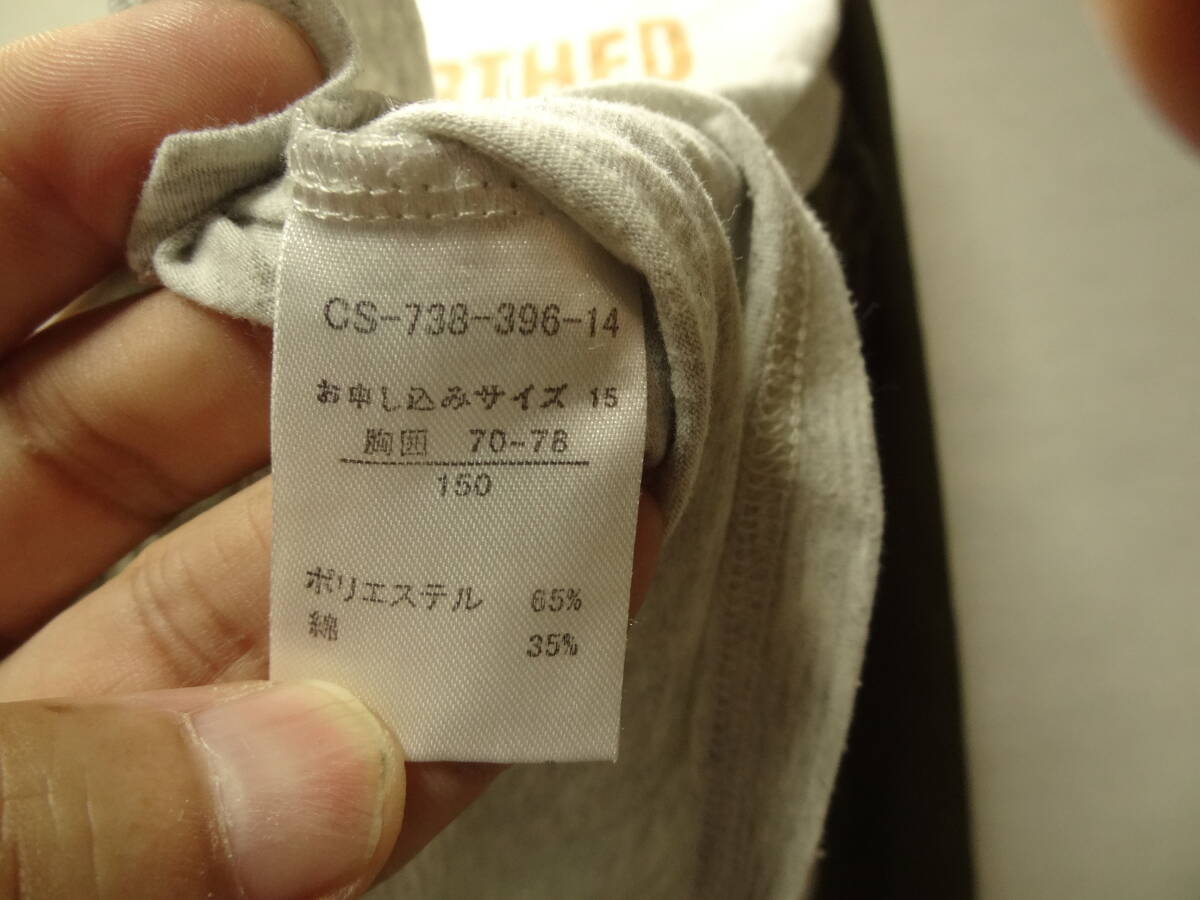 RTHED
CS-738-396-14
お申し込みサイズ 15
胸囲 70-78
150
ポリエステル 65%
綿 35%